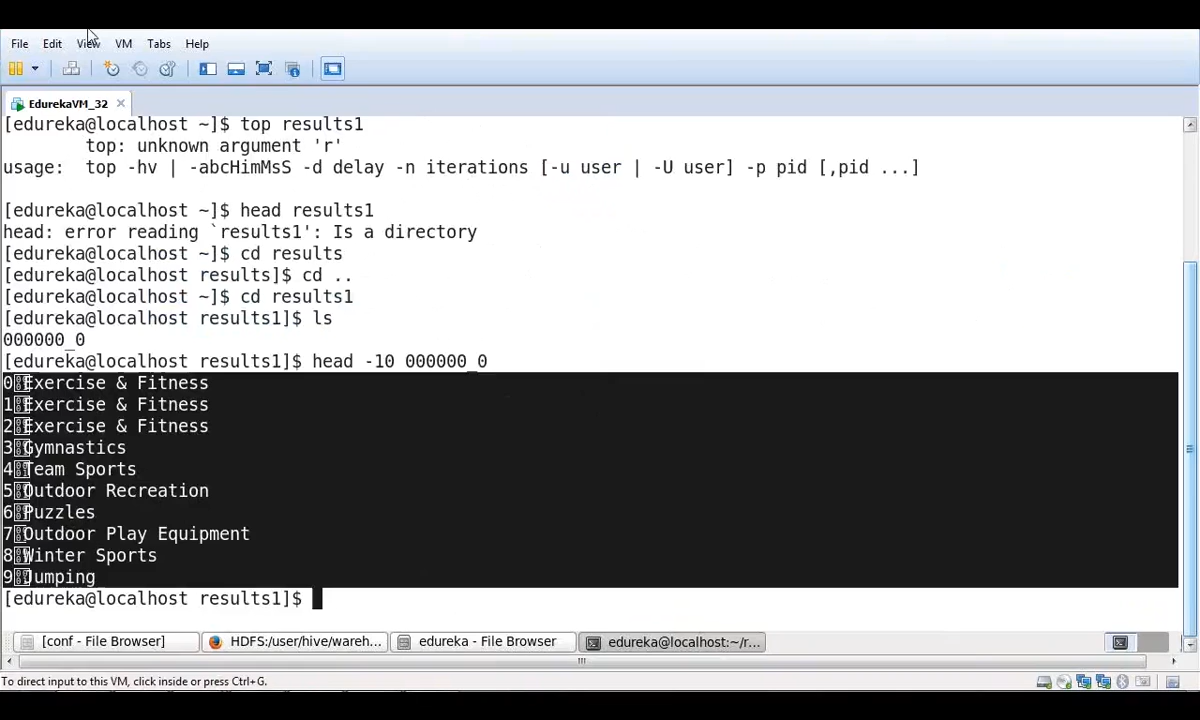 File Edit View VM Tabs Help
EdurekaVM_32
[edureka@localhost ~]$ top results1
top: unknown argument 'r'
usage: top -hv | -abcHimMsS -d delay -n iterations [-u user | -U user] -p pid [,pid ...]
[edureka@localhost ~]$ head results1
head: error reading `results1': Is a directory
[edureka@localhost ~]$ cd results
[edureka@localhost results]$ cd ..
[edureka@localhost ~]$ cd results1
[edureka@localhost results1]$ ls
000000_0
[edureka@localhost results1]$ head -10 000000_0
0Exercise & Fitness
1Exercise & Fitness
2Exercise & Fitness
3Gymnastics
4Team Sports
5Outdoor Recreation
6Puzzles
7Outdoor Play Equipment
8Winter Sports
9Jumping
[edureka@localhost results1]$
[conf - File Browser] HDFS:/user/hive/wareh... edureka - File Browser edureka@localhost:~/r...
To direct input to this VM, click inside or press Ctrl+G.